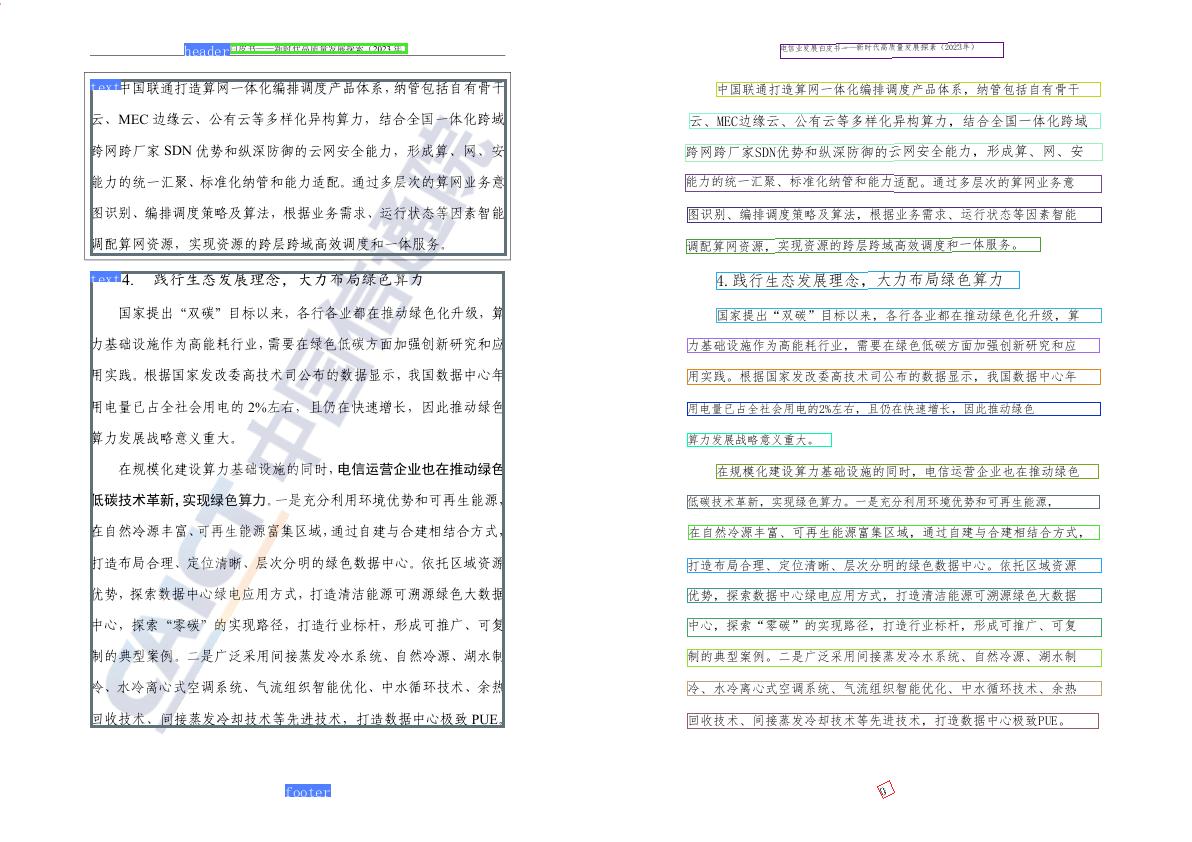 header
白皮书——新时代高质量发展探索（2023年）
text
中国联通打造算网一体化编排调度产品体系，纳管包括自有骨干
云、MEC 边缘云、公有云等多样化异构算力，结合全国一体化跨域
跨网跨厂家 SDN 优势和纵深防御的云网安全能力，形成算、网、安
能力的统一汇聚、标准化纳管和能力适配。通过多层次的算网业务意
图识别、编排调度策略及算法，根据业务需求、运行状态等因素智能
调配算网资源，实现资源的跨层跨域高效调度和一体服务。
text
4. 践行生态发展理念，大力布局绿色算力
国家提出“双碳”目标以来，各行各业都在推动绿色化升级，算
力基础设施作为高能耗行业，需要在绿色低碳方面加强创新研究和应
用实践。根据国家发改委高技术司公布的数据显示，我国数据中心年
用电量已占全社会用电的 2%左右，且仍在快速增长，因此推动绿色
算力发展战略意义重大。
在规模化建设算力基础设施的同时，电信运营企业也在推动绿色
低碳技术革新，实现绿色算力。一是充分利用环境优势和可再生能源，
在自然冷源丰富、可再生能源富集区域，通过自建与合建相结合方式，
打造布局合理、定位清晰、层次分明的绿色数据中心。依托区域资源
优势，探索数据中心绿电应用方式，打造清洁能源可溯源绿色大数据
中心，探索“零碳”的实现路径，打造行业标杆，形成可推广、可复
制的典型案例。二是广泛采用间接蒸发冷水系统、自然冷源、湖水制
冷、水冷离心式空调系统、气流组织智能优化、中水循环技术、余热
回收技术、间接蒸发冷却技术等先进技术，打造数据中心极致 PUE。
CAICT 中国信通院
footer
电信业发展白皮书——新时代高质量发展探索（2023年）
中国联通打造算网一体化编排调度产品体系，纳管包括自有骨干
云、MEC边缘云、公有云等多样化异构算力，结合全国一体化跨域
跨网跨厂家SDN优势和纵深防御的云网安全能力，形成算、网、安
能力的统一汇聚、标准化纳管和能力适配。通过多层次的算网业务意
图识别、编排调度策略及算法，根据业务需求、运行状态等因素智能
调配算网资源，实现资源的跨层跨域高效调度和一体服务。
4.践行生态发展理念，大力布局绿色算力
国家提出“双碳”目标以来，各行各业都在推动绿色化升级，算
力基础设施作为高能耗行业，需要在绿色低碳方面加强创新研究和应
用实践。根据国家发改委高技术司公布的数据显示，我国数据中心年
用电量已占全社会用电的2%左右，且仍在快速增长，因此推动绿色
算力发展战略意义重大。
在规模化建设算力基础设施的同时，电信运营企业也在推动绿色
低碳技术革新，实现绿色算力。一是充分利用环境优势和可再生能源，
在自然冷源丰富、可再生能源富集区域，通过自建与合建相结合方式，
打造布局合理、定位清晰、层次分明的绿色数据中心。依托区域资源
优势，探索数据中心绿电应用方式，打造清洁能源可溯源绿色大数据
中心，探索“零碳”的实现路径，打造行业标杆，形成可推广、可复
制的典型案例。二是广泛采用间接蒸发冷水系统、自然冷源、湖水制
冷、水冷离心式空调系统、气流组织智能优化、中水循环技术、余热
回收技术、间接蒸发冷却技术等先进技术，打造数据中心极致PUE。